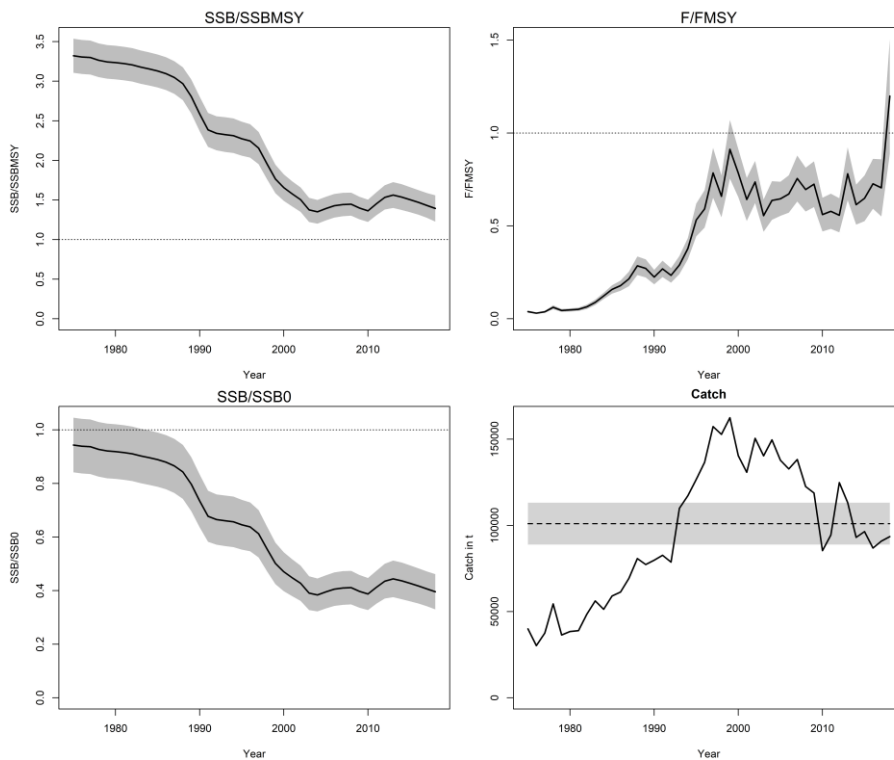 SSB/SSBMSY
SSB/SSBMSY
3.5
3.0
2.5
2.0
1.5
1.0
0.5
0.0
1980 1990 2000 2010
Year
F/FMSY
F/FMSY
1.5
1.0
0.5
0.0
1980 1990 2000 2010
Year
SSB/SSB0
SSB/SSB0
1.0
0.8
0.6
0.4
0.2
0.0
1980 1990 2000 2010
Year
Catch
Catch in t
150000
100000
50000
0
1980 1990 2000 2010
Year